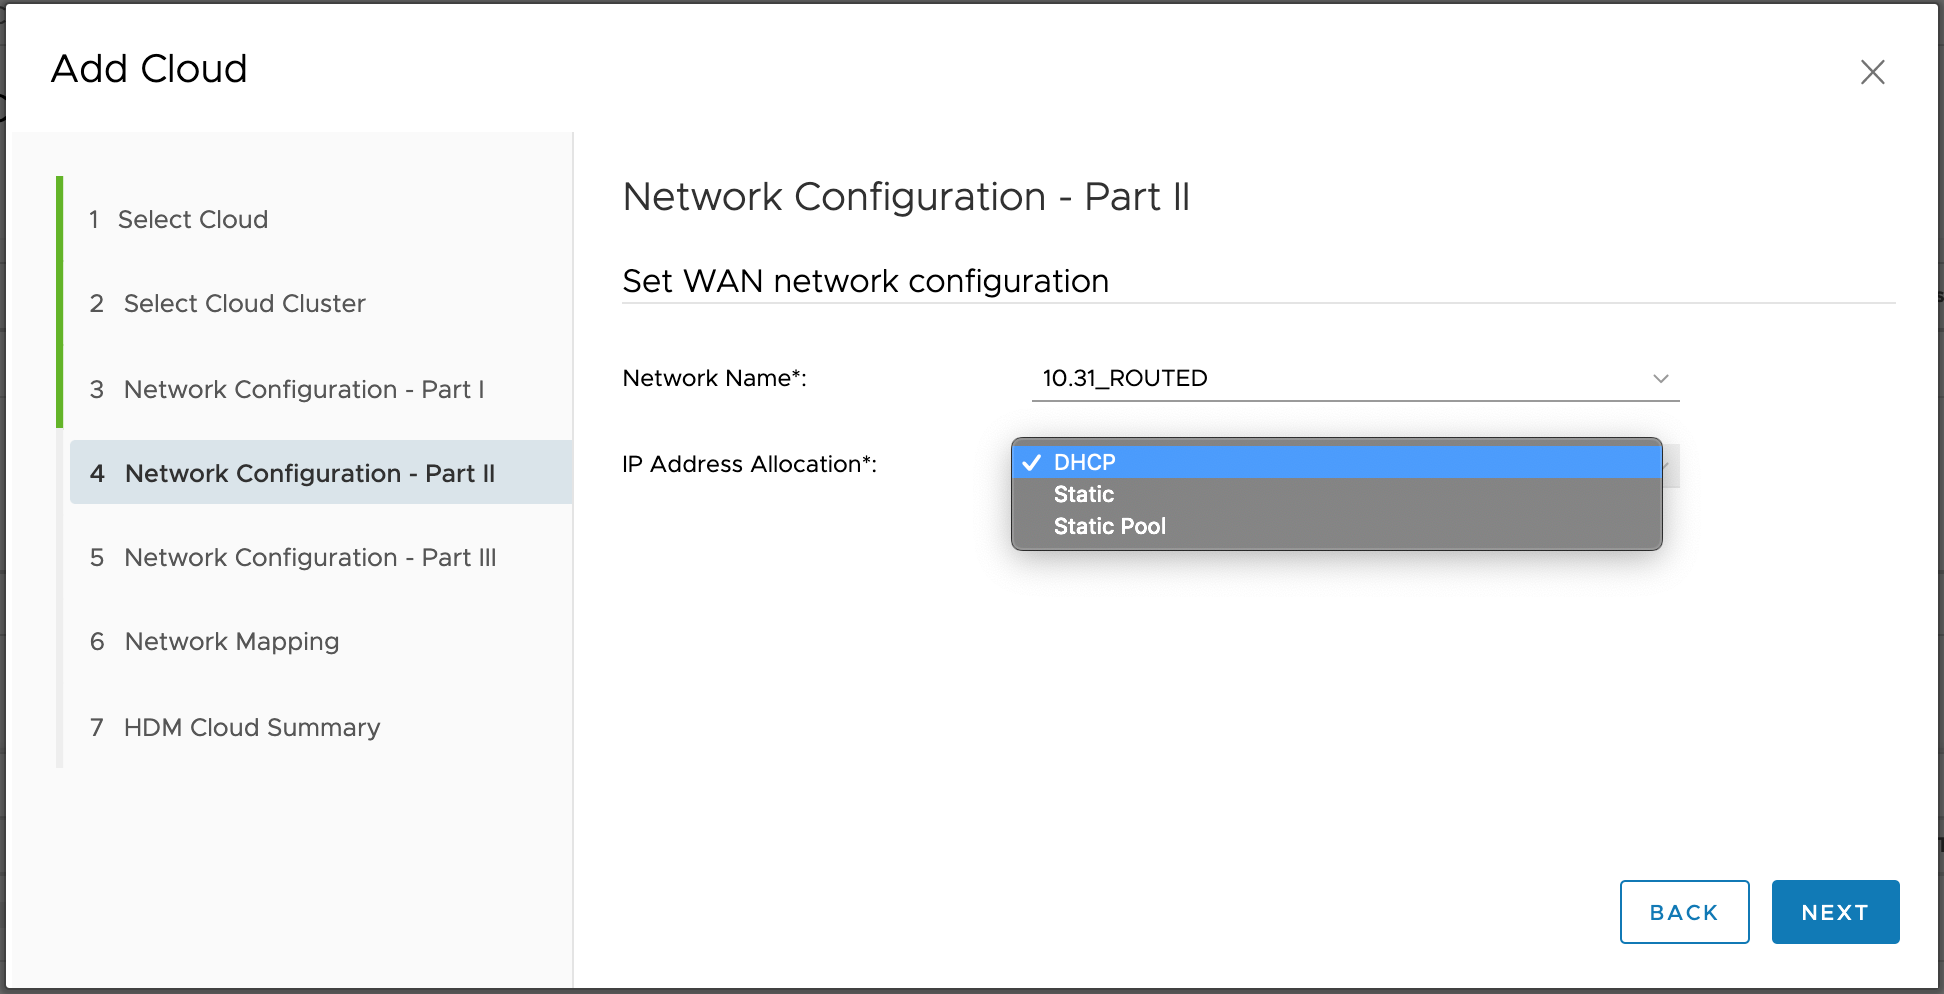 Add Cloud
1 Select Cloud
2 Select Cloud Cluster
3 Network Configuration - Part I
4 Network Configuration - Part II
5 Network Configuration - Part III
6 Network Mapping
7 HDM Cloud Summary
Network Configuration - Part II
Set WAN network configuration
Network Name*: 10.31_ROUTED
IP Address Allocation*:
DHCP
Static
Static Pool
BACK NEXT